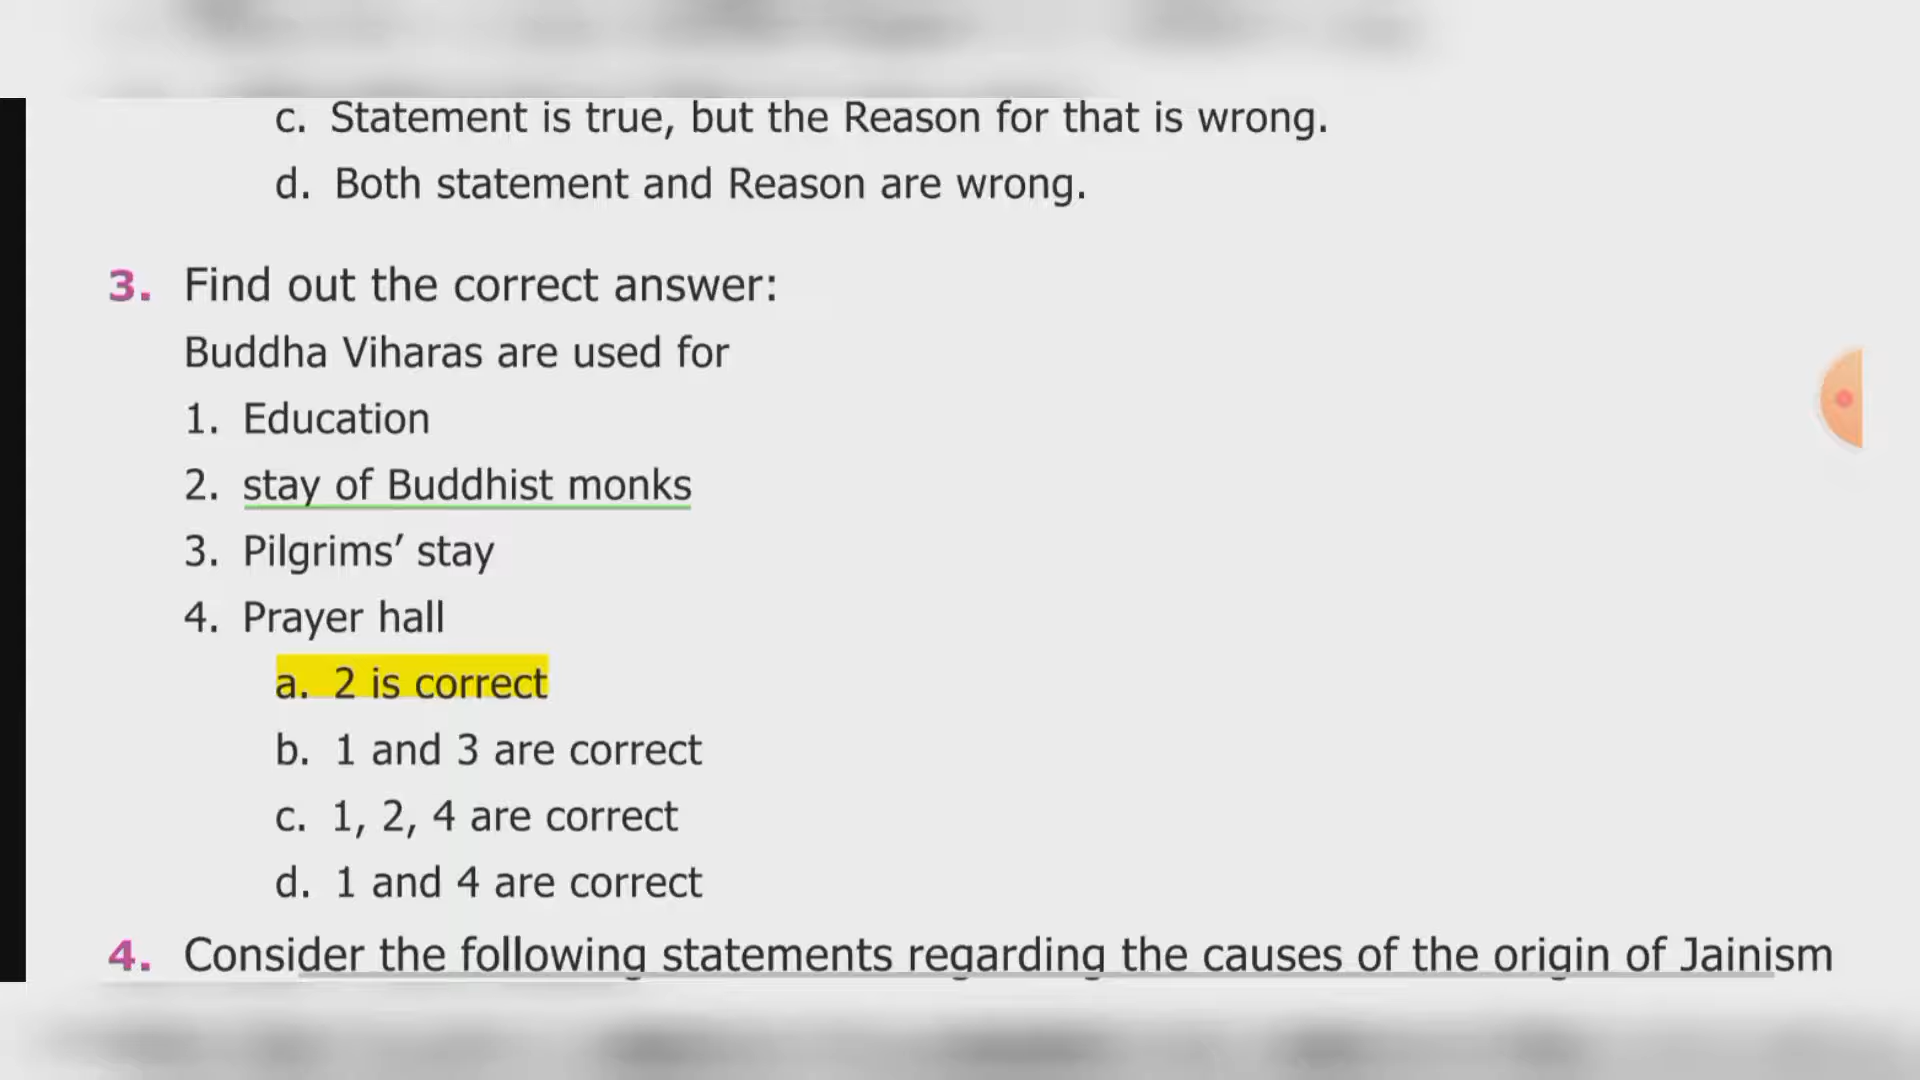 c. Statement is true, but the Reason for that is wrong.
d. Both statement and Reason are wrong.
3. Find out the correct answer:
Buddha Viharas are used for
1. Education
2. stay of Buddhist monks
3. Pilgrims’ stay
4. Prayer hall
a. 2 is correct
b. 1 and 3 are correct
c. 1, 2, 4 are correct
d. 1 and 4 are correct
4. Consider the following statements regarding the causes of the origin of Jainism